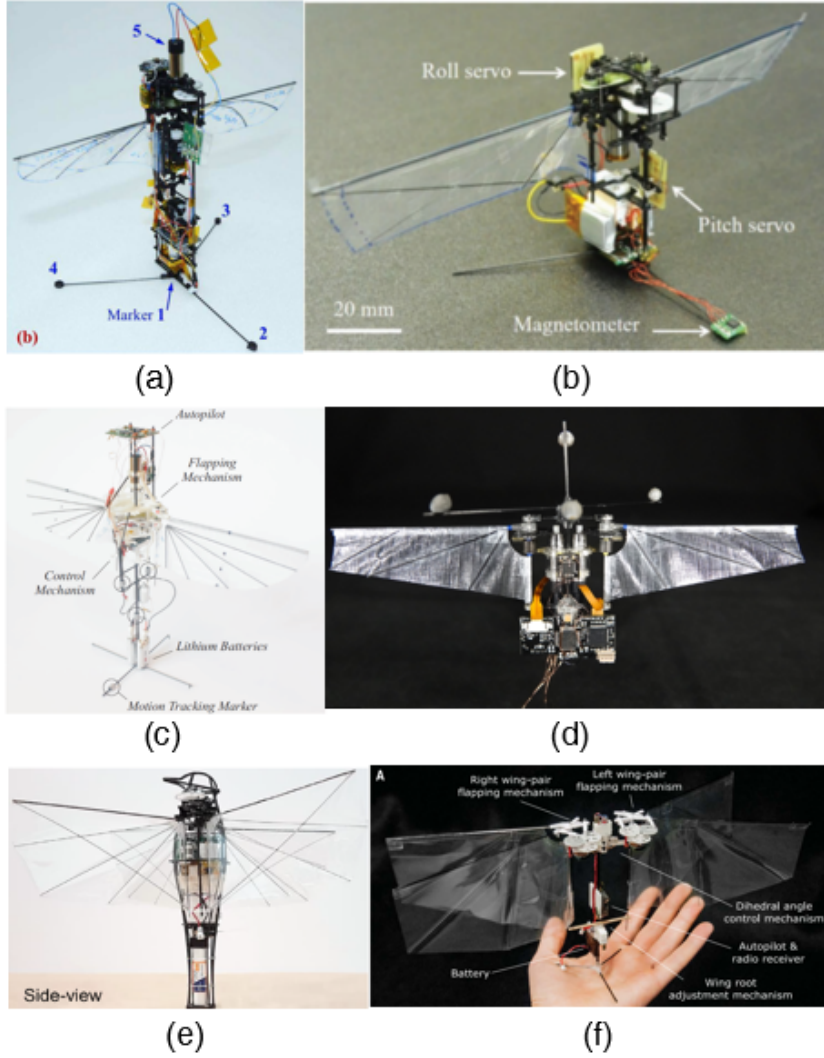 5
3
4
Marker 1
2
(b)
(a)
Roll servo
Pitch servo
20 mm
Magnetometer
(b)
Autopilot
Flapping
Mechanism
Control
Mechanism
Lithium Batteries
Motion Tracking Marker
(c)
(d)
Side-view
(e)
A
Right wing-pair
flapping mechanism
Left wing-pair
flapping mechanism
Dihedral angle
control mechanism
Autopilot &
radio receiver
Battery
Wing root
adjustment mechanism
(f)